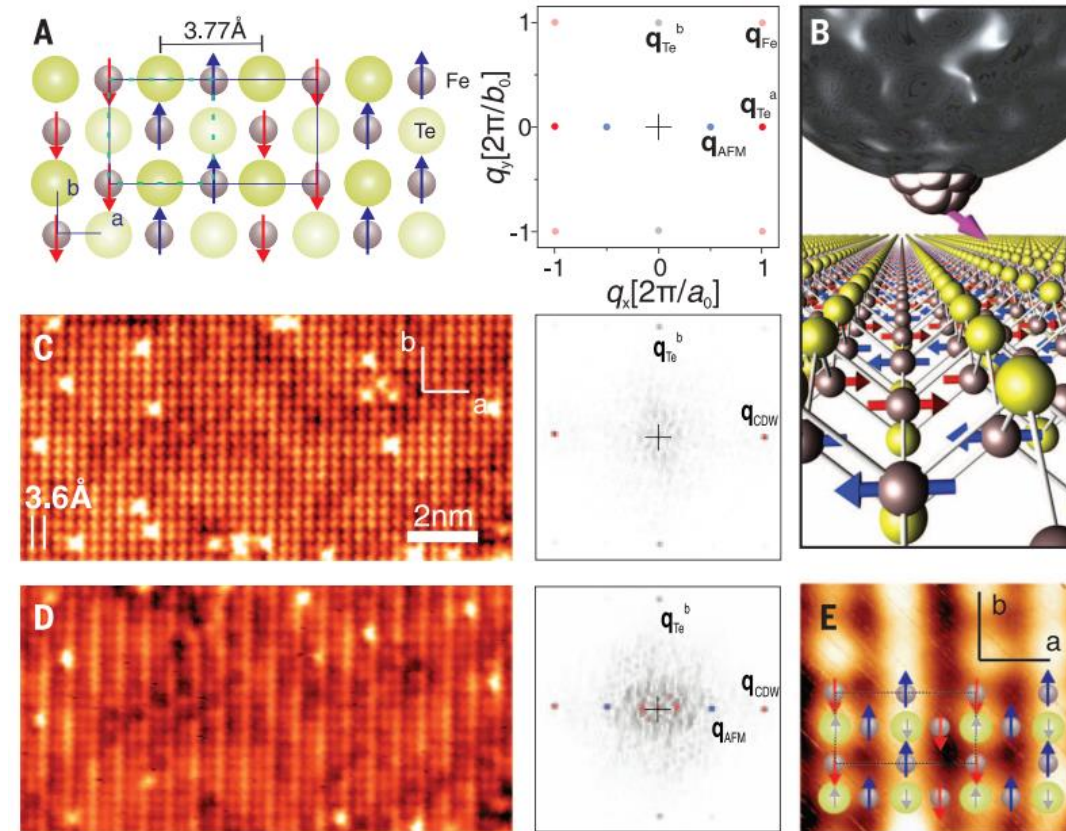 A
3.77Å
Fe
Te
b
a
1
0
-1
q_y[2π/b_0]
q_Te^b
q_Fe
q_Te^a
q_AFM
-1
0
1
q_x[2π/a_0]
B
C
b
a
3.6Å
2nm
q_Te^b
q_CDW
D
q_Te^b
q_CDW
q_AFM
E
b
a